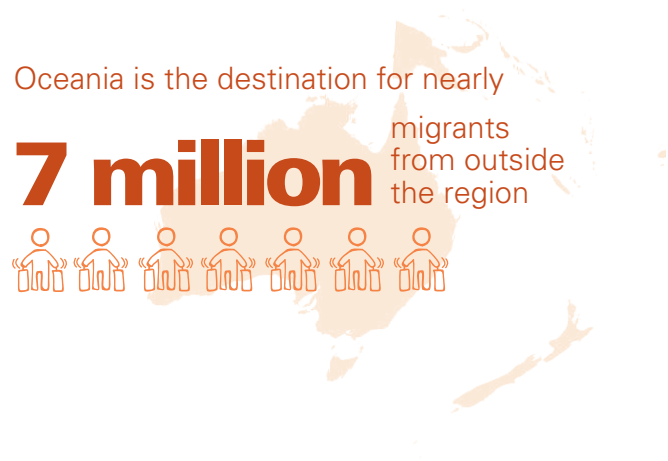 Oceania is the destination for nearly
7 million
migrants
from outside
the region